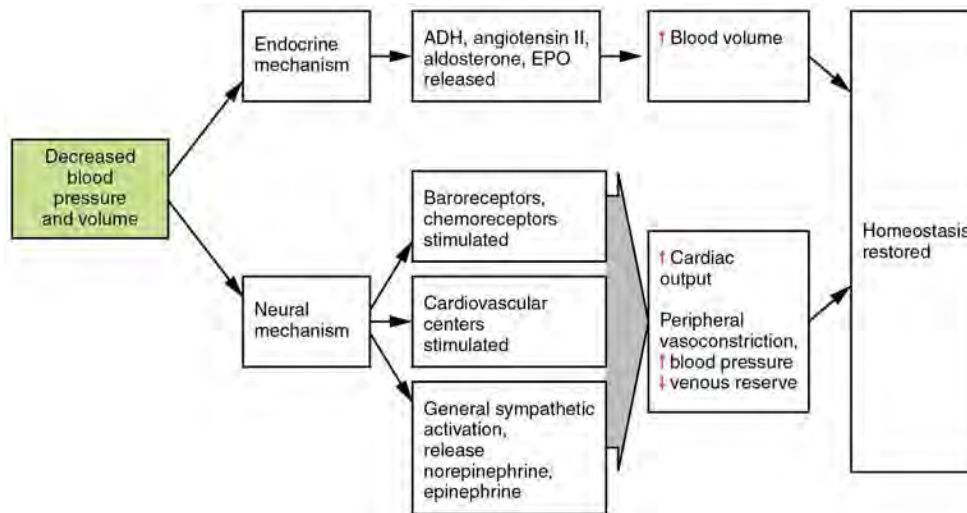 Decreased
blood
pressure
and volume
Endocrine
mechanism
ADH, angiotensin II,
aldosterone, EPO
released
↑ Blood volume
Neural
mechanism
Baroreceptors,
chemoreceptors
stimulated
Cardiovascular
centers
stimulated
General sympathetic
activation,
release
norepinephrine,
epinephrine
↑ Cardiac
output
Peripheral
vasoconstriction,
↑ blood pressure
↓ venous reserve
Homeostasis
restored